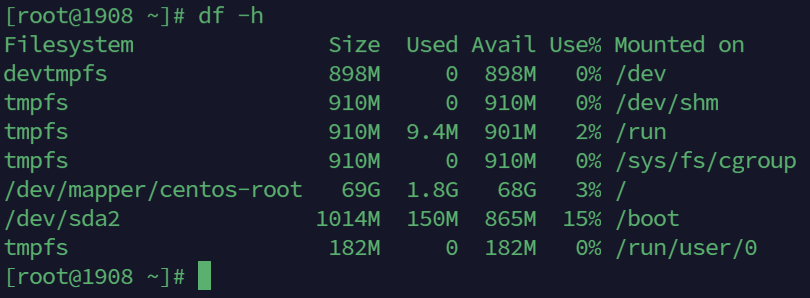 [root@1908 ~]# df -h
Filesystem               Size  Used Avail Use% Mounted on
devtmpfs                 898M     0  898M   0% /dev
tmpfs                    910M     0  910M   0% /dev/shm
tmpfs                    910M  9.4M  901M   2% /run
tmpfs                    910M     0  910M   0% /sys/fs/cgroup
/dev/mapper/centos-root   69G  1.8G   68G   3% /
/dev/sda2               1014M  150M  865M  15% /boot
tmpfs                    182M     0  182M   0% /run/user/0
[root@1908 ~]#